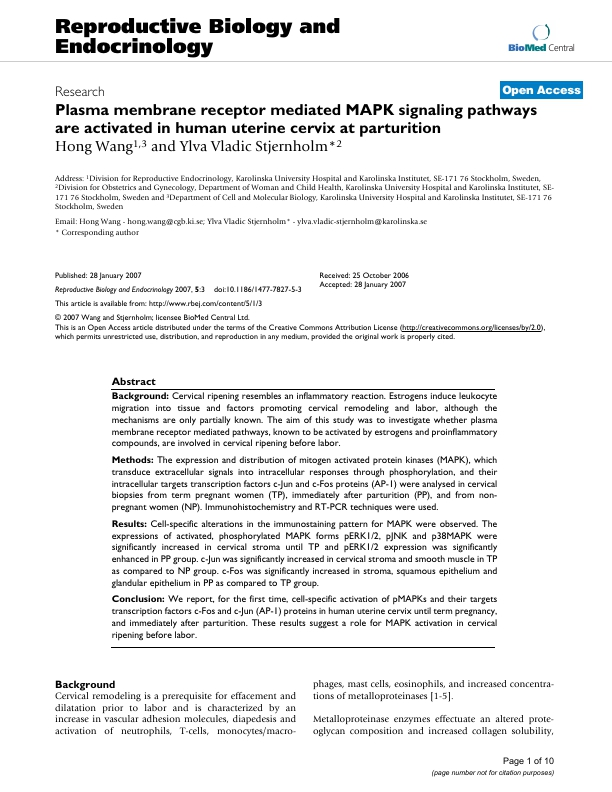 Reproductive Biology and
Endocrinology
BioMed Central
Research
Open Access
Plasma membrane receptor mediated MAPK signaling pathways
are activated in human uterine cervix at parturition
Hong Wang1,3 and Ylva Vladic Stjernholm*2
Address: 1Division for Reproductive Endocrinology, Karolinska University Hospital and Karolinska Institutet, SE-171 76 Stockholm, Sweden,
2Division for Obstetrics and Gynecology, Department of Woman and Child Health, Karolinska University Hospital and Karolinska Institutet, SE-
171 76 Stockholm, Sweden and 3Department of Cell and Molecular Biology, Karolinska University Hospital and Karolinska Institutet, SE-171 76
Stockholm, Sweden
Email: Hong Wang - hong.wang@cgb.ki.se; Ylva Vladic Stjernholm* - ylva.vladic-stjernholm@karolinska.se
* Corresponding author
Published: 28 January 2007
Reproductive Biology and Endocrinology 2007, 5:3 doi:10.1186/1477-7827-5-3
Received: 25 October 2006
Accepted: 28 January 2007
This article is available from: http://www.rbej.com/content/5/1/3
© 2007 Wang and Stjernholm; licensee BioMed Central Ltd.
This is an Open Access article distributed under the terms of the Creative Commons Attribution License (http://creativecommons.org/licenses/by/2.0),
which permits unrestricted use, distribution, and reproduction in any medium, provided the original work is properly cited.
Abstract
Background: Cervical ripening resembles an inflammatory reaction. Estrogens induce leukocyte
migration into tissue and factors promoting cervical remodeling and labor, although the
mechanisms are only partially known. The aim of this study was to investigate whether plasma
membrane receptor mediated pathways, known to be activated by estrogens and proinflammatory
compounds, are involved in cervical ripening before labor.
Methods: The expression and distribution of mitogen activated protein kinases (MAPK), which
transduce extracellular signals into intracellular responses through phosphorylation, and their
intracellular targets transcription factors c-Jun and c-Fos proteins (AP-1) were analysed in cervical
biopsies from term pregnant women (TP), immediately after parturition (PP), and from non-
pregnant women (NP). Immunohistochemistry and RT-PCR techniques were used.
Results: Cell-specific alterations in the immunostaining pattern for MAPK were observed. The
expressions of activated, phosphorylated MAPK forms pERK1/2, pJNK and p38MAPK were
significantly increased in cervical stroma until TP and pERK1/2 expression was significantly
enhanced in PP group. c-Jun was significantly increased in cervical stroma and smooth muscle in TP
as compared to NP group. c-Fos was significantly increased in stroma, squamous epithelium and
glandular epithelium in PP as compared to TP group.
Conclusion: We report, for the first time, cell-specific activation of pMAPKs and their targets
transcription factors c-Fos and c-Jun (AP-1) proteins in human uterine cervix until term pregnancy,
and immediately after parturition. These results suggest a role for MAPK activation in cervical
ripening before labor.
Background
Cervical remodeling is a prerequisite for effacement and
dilatation prior to labor and is characterized by an
increase in vascular adhesion molecules, diapedesis and
activation of neutrophils, T-cells, monocytes/macro-
phages, mast cells, eosinophils, and increased concentra-
tions of metalloproteinases [1-5].
Metalloproteinase enzymes effectuate an altered prote-
oglycan composition and increased collagen solubility,
Page 1 of 10
(page number not for citation purposes)